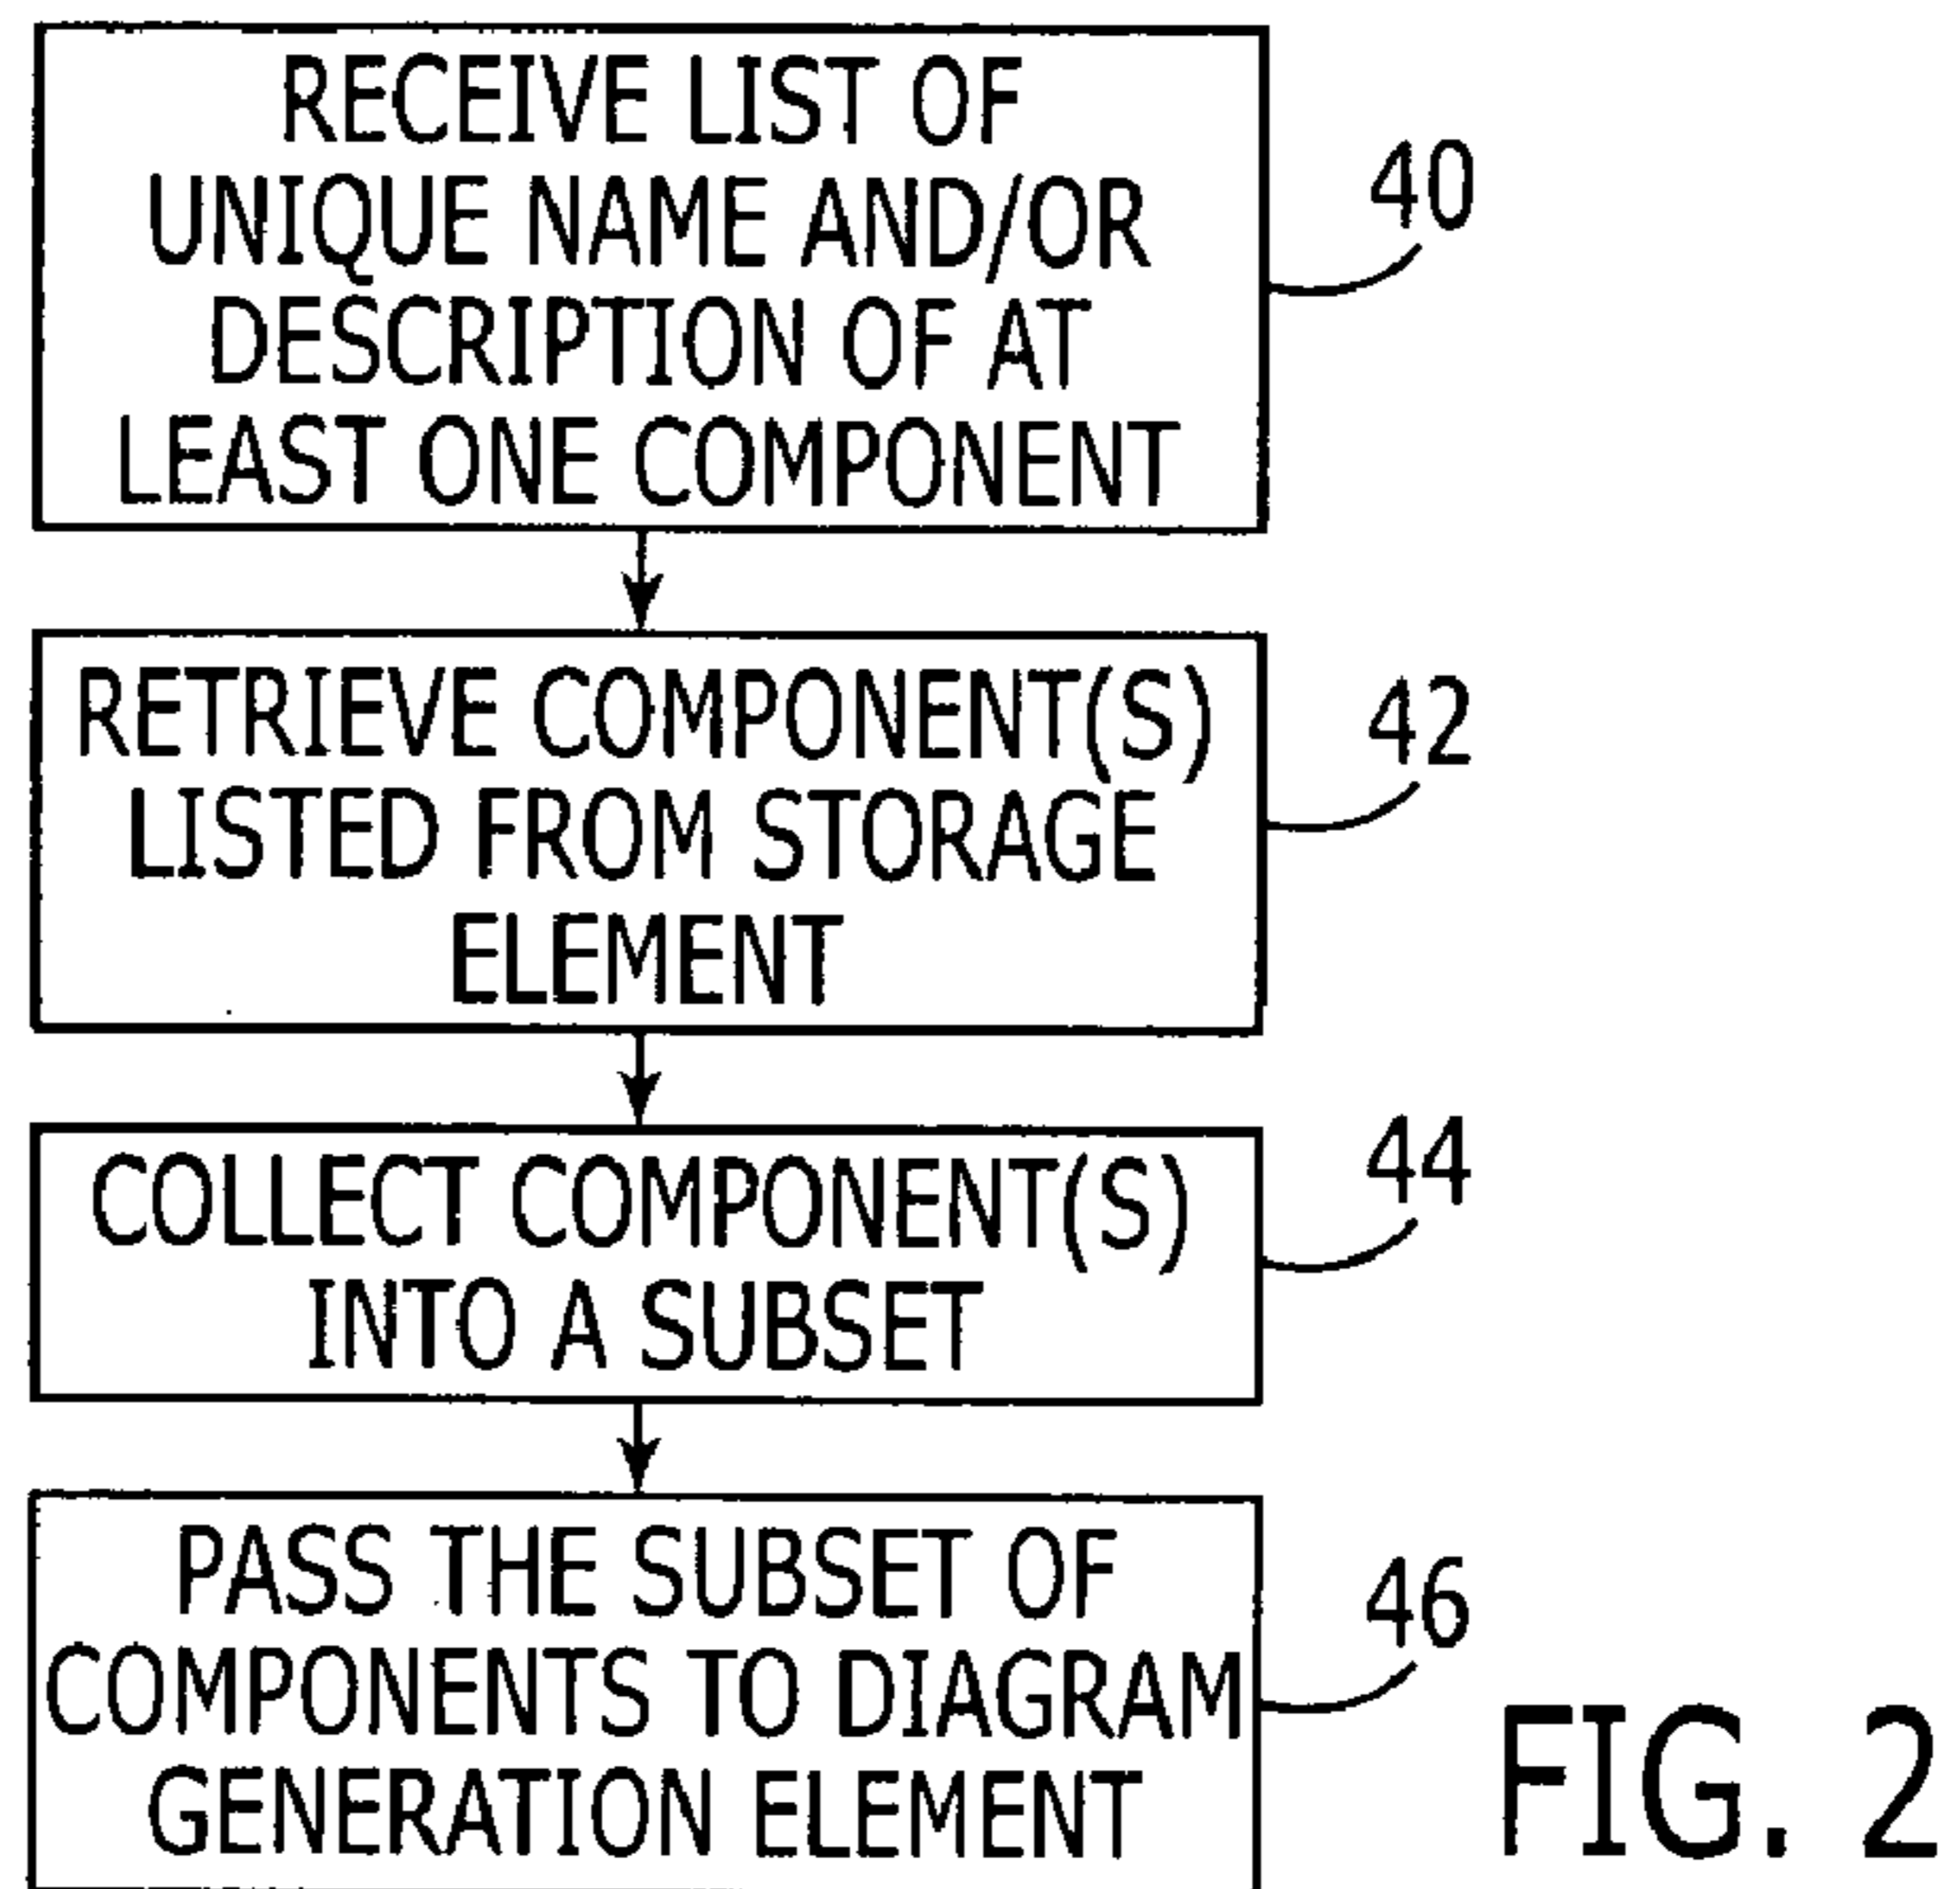 RECEIVE LIST OF
UNIQUE NAME AND/OR
DESCRIPTION OF AT
LEAST ONE COMPONENT
40
RETRIEVE COMPONENT(S)
LISTED FROM STORAGE
ELEMENT
42
COLLECT COMPONENT(S)
INTO A SUBSET
44
PASS THE SUBSET OF
COMPONENTS TO DIAGRAM
GENERATION ELEMENT
46
FIG. 2